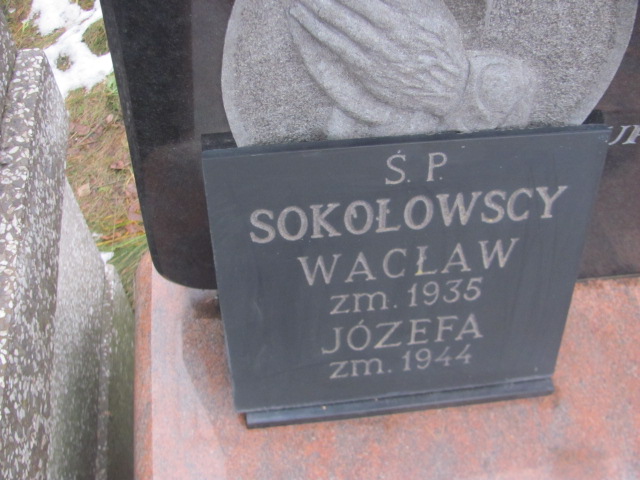 Ś. P.
SOKOŁOWSCY
WACŁAW
zm. 1935
JÓZEFA
zm. 1944